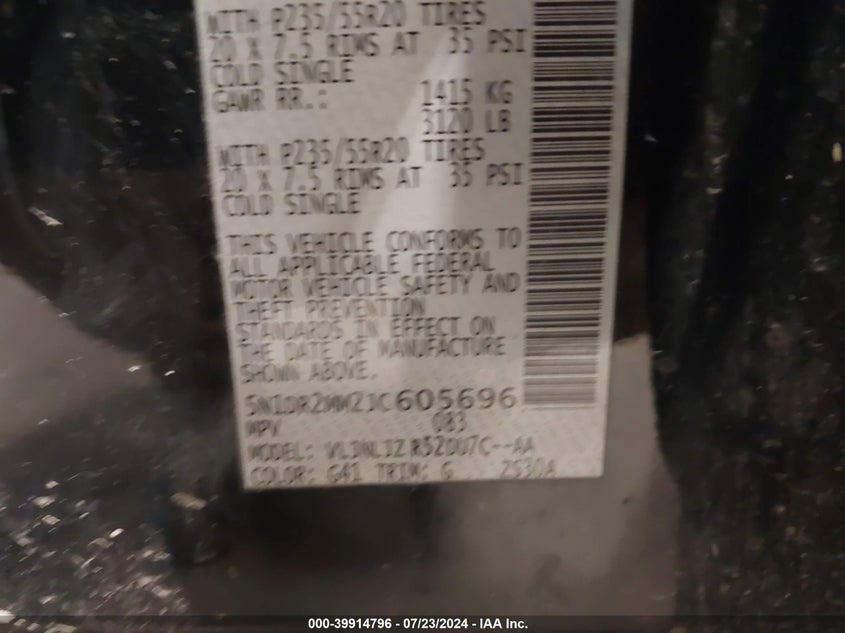 WITH P235/55R20 TIRES
20 X 7.5 RIMS AT 35 PSI
COLD SINGLE
GAWR RR.: 1415 KG
3120 LB
WITH P235/55R20 TIRES
20 X 7.5 RIMS AT 35 PSI
COLD SINGLE
THIS VEHICLE CONFORMS TO
ALL APPLICABLE FEDERAL
MOTOR VEHICLE SAFETY AND
THEFT PREVENTION
STANDARDS IN EFFECT ON
THE DATE OF MANUFACTURE
SHOWN ABOVE.
5N1DR2MM2JC605696
MPV 083
MODEL: R52D07C--AA
COLOR: G41 TRIM: G 2530A
000-39914796 - 07/23/2024 - IAA Inc.